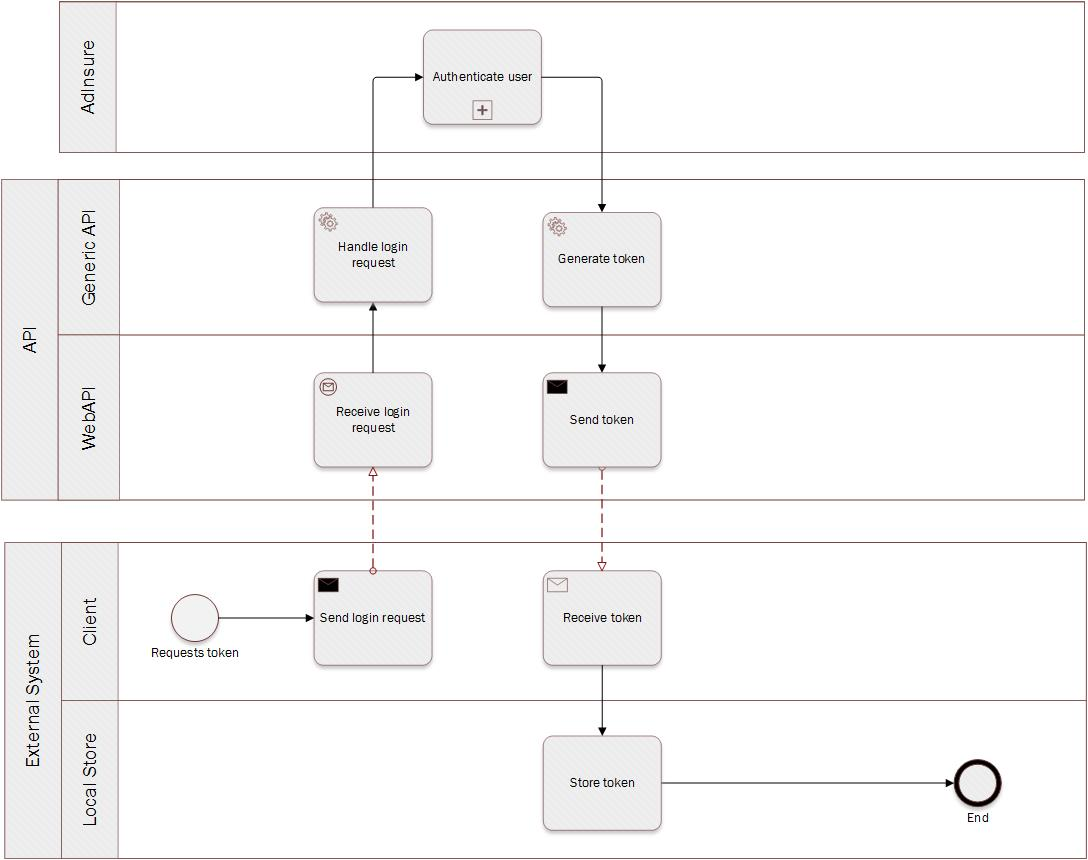 AdInsure
Authenticate user
API
Generic API
Handle login
request
Generate token
WebAPI
Receive login
request
Send token
External System
Client
Requests token
Send login request
Receive token
Local Store
Store token
End